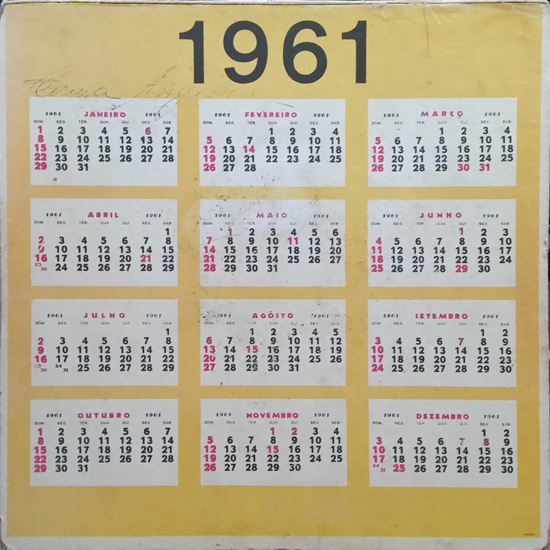 1961
1961 JANEIRO 1961
DOM SEG TER QUA QUI SEX SAB
1 2 3 4 5 6 7
8 9 10 11 12 13 14
15 16 17 18 19 20 21
22 23 24 25 26 27 28
29 30 31
1961 FEVEREIRO 1961
DOM SEG TER QUA QUI SEX SAB
1 2 3 4
5 6 7 8 9 10 11
12 13 14 15 16 17 18
19 20 21 22 23 24 25
26 27 28
1961 MARÇO 1961
DOM SEG TER QUA QUI SEX SAB
1 2 3 4
5 6 7 8 9 10 11
12 13 14 15 16 17 18
19 20 21 22 23 24 25
26 27 28 29 30 31
1961 ABRIL 1961
DOM SEG TER QUA QUI SEX SAB
1
2 3 4 5 6 7 8
9 10 11 12 13 14 15
16 17 18 19 20 21 22
23 30 24 25 26 27 28 29
1961 MAIO 1961
DOM SEG TER QUA QUI SEX SAB
1 2 3 4 5 6
7 8 9 10 11 12 13
14 15 16 17 18 19 20
21 22 23 24 25 26 27
28 29 30 31
1961 JUNHO 1961
DOM SEG TER QUA QUI SEX SAB
1 2 3
4 5 6 7 8 9 10
11 12 13 14 15 16 17
18 19 20 21 22 23 24
25 26 27 28 29 30
1961 JULHO 1961
DOM SEG TER QUA QUI SEX SAB
1
2 3 4 5 6 7 8
9 10 11 12 13 14 15
16 17 18 19 20 21 22
23 30 24 31 25 26 27 28 29
1961 AGÔSTO 1961
DOM SEG TER QUA QUI SEX SAB
1 2 3 4 5
6 7 8 9 10 11 12
13 14 15 16 17 18 19
20 21 22 23 24 25 26
27 28 29 30 31
1961 SETEMBRO 1961
DOM SEG TER QUA QUI SEX SAB
1 2
3 4 5 6 7 8 9
10 11 12 13 14 15 16
17 18 19 20 21 22 23
24 25 26 27 28 29 30
1961 OUTUBRO 1961
DOM SEG TER QUA QUI SEX SAB
1 2 3 4 5 6 7
8 9 10 11 12 13 14
15 16 17 18 19 20 21
22 23 24 25 26 27 28
29 30 31
1961 NOVEMBRO 1961
DOM SEG TER QUA QUI SEX SAB
1 2 3 4
5 6 7 8 9 10 11
12 13 14 15 16 17 18
19 20 21 22 23 24 25
26 27 28 29 30
1961 DEZEMBRO 1961
DOM SEG TER QUA QUI SEX SAB
1 2
3 4 5 6 7 8 9
10 11 12 13 14 15 16
17 18 19 20 21 22 23
24 31 25 26 27 28 29 30